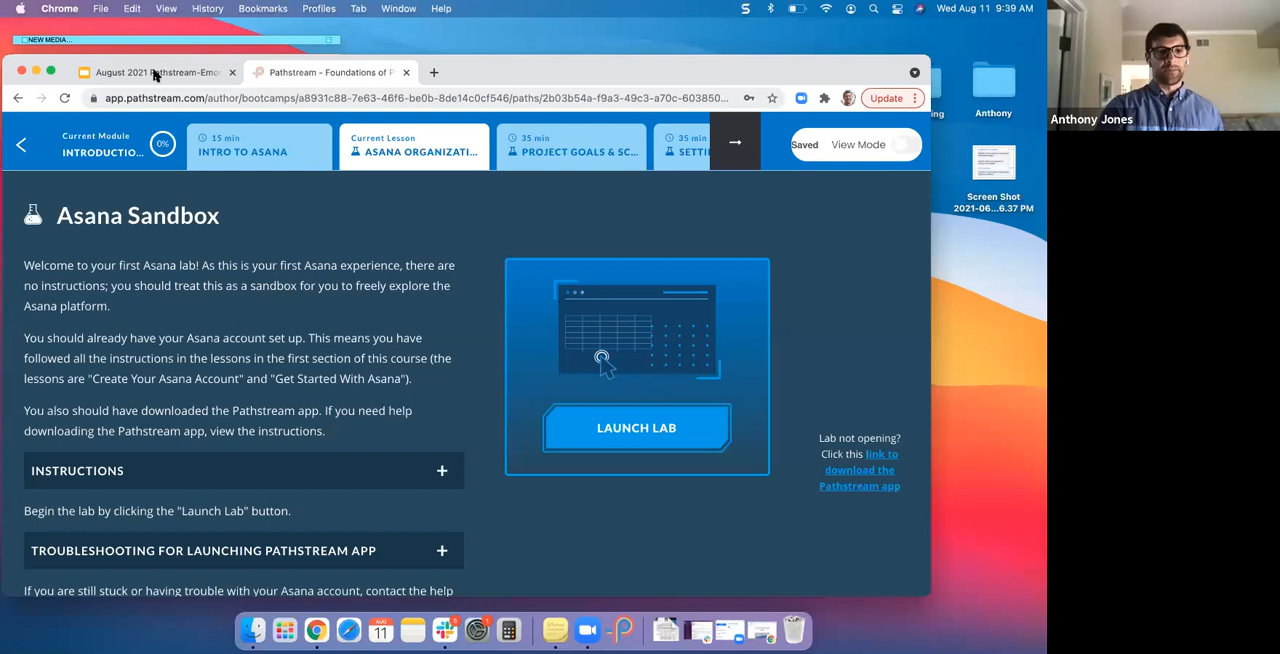 Chrome File Edit View History Bookmarks Profiles Tab Window Help
S Wed Aug 11 9:39 AM
NEW MEDIA...
August 2021 Pathstream-Emor
Pathstream - Foundations of P
app.pathstream.com/author/bootcamps/a8931c88-7e63-46f6-be0b-8de14c0cf546/paths/2b03b54a-f9a3-49c3-a70c-603850...
Update
Current Module
INTRODUCTIO...
0%
15 min
INTRO TO ASANA
Current Lesson
ASANA ORGANIZATI...
35 min
PROJECT GOALS & SC...
35 min
SETTI
Saved View Mode
Asana Sandbox
Welcome to your first Asana lab! As this is your first Asana experience, there are
no instructions; you should treat this as a sandbox for you to freely explore the
Asana platform.
You should already have your Asana account set up. This means you have
followed all the instructions in the lessons in the first section of this course (the
lessons are "Create Your Asana Account" and "Get Started With Asana").
You also should have downloaded the Pathstream app. If you need help
downloading the Pathstream app, view the instructions.
INSTRUCTIONS +
Begin the lab by clicking the "Launch Lab" button.
TROUBLESHOOTING FOR LAUNCHING PATHSTREAM APP +
If you are still stuck or having trouble with your Asana account, contact the help
LAUNCH LAB
Lab not opening?
Click this link to
download the
Pathstream app
ing
Anthony
Screen Shot
2021-06...6.37 PM
Anthony Jones
AUG
11
5
1